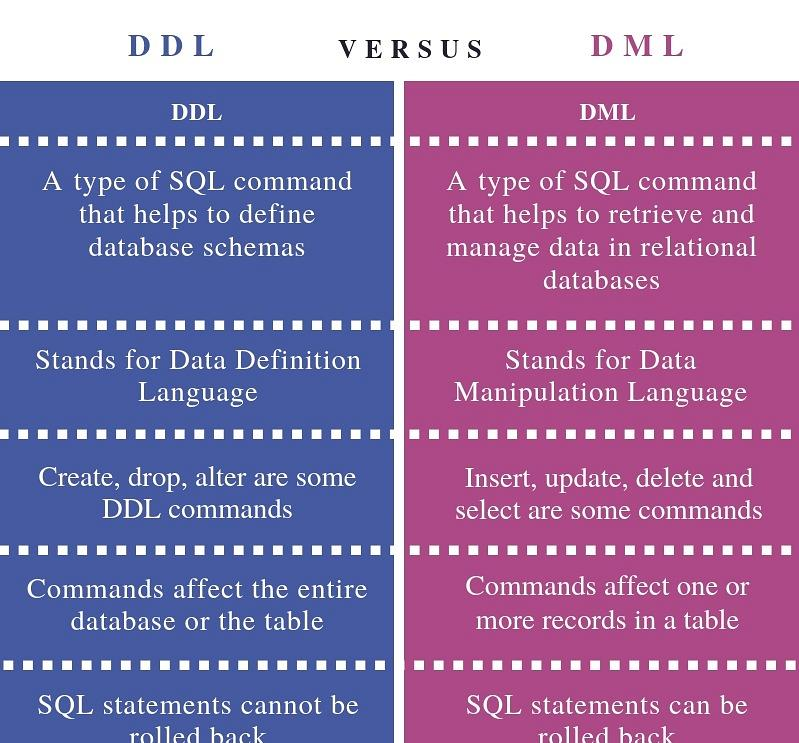 DDL VERSUS DML
DDL
A type of SQL command
that helps to define
database schemas
Stands for Data Definition
Language
Create, drop, alter are some
DDL commands
Commands affect the entire
database or the table
SQL statements cannot be
rolled back
DML
A type of SQL command
that helps to retrieve and
manage data in relational
databases
Stands for Data
Manipulation Language
Insert, update, delete and
select are some commands
Commands affect one or
more records in a table
SQL statements can be
rolled back